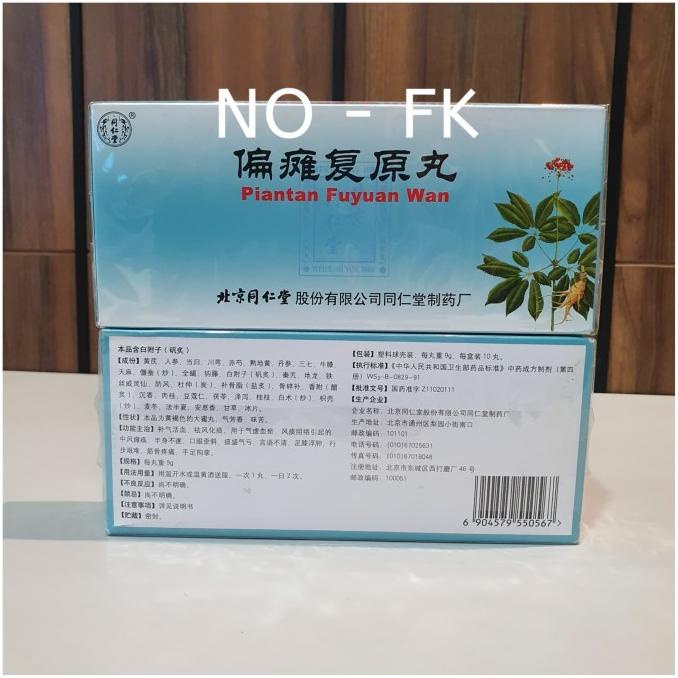 NO - FK
同仁堂
®
偏瘫复原丸
Piantan Fuyuan Wan
北京同仁堂 股份有限公司同仁堂制药厂
本品含白附子（矾炙）
【成份】黄芪、人参、当归、川芎、赤芍、熟地黄、丹参、三七、牛膝、
天麻、僵蚕（炒）、全蝎、钩藤、白附子（矾炙）、秦艽、地龙、铁
丝威灵仙、防风、杜仲（炭）、补骨脂（盐炙）、骨碎补、香附（醋
炙）、沉香、肉桂、豆蔻仁、茯苓、泽泻、桂枝、白术（炒）、枳壳
（炒）、麦冬、法半夏、安息香、甘草、冰片。
【性状】本品为黄褐色的大蜜丸，气芳香，味苦。
【功能主治】补气活血，祛风化痰。用于气虚血瘀，风痰阻络引起的
中风瘫痪，半身不遂，口眼歪斜，痰盛气亏，言语不清，足膝浮肿，行
步艰难，筋骨疼痛，手足拘挛。
【规格】每丸重9g
【用法用量】用温开水或温黄酒送服，一次1丸，一日2次。
【不良反应】尚不明确。
【禁忌】尚不明确。
【注意事项】详见说明书
【贮藏】密封。
【包装】塑料球壳装，每丸重9g，每盒装10丸。
【执行标准】《中华人民共和国卫生部药品标准》中药成方制剂（第四
册）WS₃-B-0829-91
【批准文号】国药准字 Z11020111
【生产企业】
企业名称：北京同仁堂股份有限公司同仁堂制药厂
生产地址：北京市通州区梨园小街南口
邮政编码：101101
电话号码：(010)67025631
传真号码：(010)67018048
注册地址：北京市东城区西打磨厂46号
邮政编码：100051
6 904579 550567 >